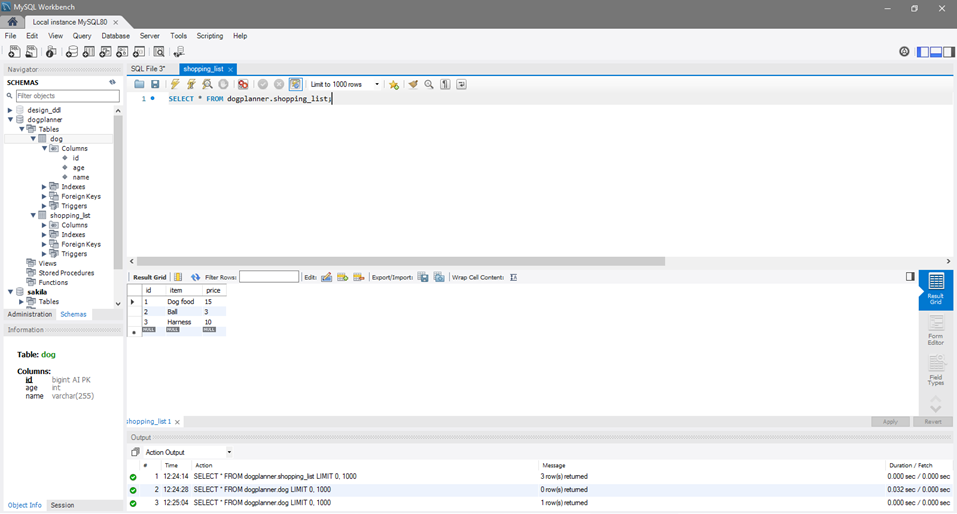 MySQL Workbench
Local instance MySQL80
File Edit View Query Database Server Tools Scripting Help
Navigator
SCHEMAS
Filter objects
design_ddl
dogplanner
Tables
dog
Columns
id
age
name
Indexes
Foreign Keys
Triggers
shopping_list
Columns
Indexes
Foreign Keys
Triggers
Views
Stored Procedures
Functions
sakila
Tables
Administration Schemas
Information
Table: dog
Columns:
id bigint AI PK
age int
name varchar(255)
Object Info Session
SQL File 3* shopping_list
Limit to 1000 rows
1 SELECT * FROM dogplanner.shopping_list;
Result Grid Filter Rows: Edit: Export/Import: Wrap Cell Content:
id item price
1 Dog food 15
2 Ball 3
3 Harness 10
NULL NULL NULL
Result Grid
Form Editor
Field Types
shopping_list 1
Apply Revert
Output
Action Output
# Time Action Message Duration / Fetch
1 12:24:14 SELECT * FROM dogplanner.shopping_list LIMIT 0, 1000 3 row(s) returned 0.000 sec / 0.000 sec
2 12:24:28 SELECT * FROM dogplanner.dog LIMIT 0, 1000 0 row(s) returned 0.032 sec / 0.000 sec
3 12:25:04 SELECT * FROM dogplanner.dog LIMIT 0, 1000 1 row(s) returned 0.000 sec / 0.000 sec